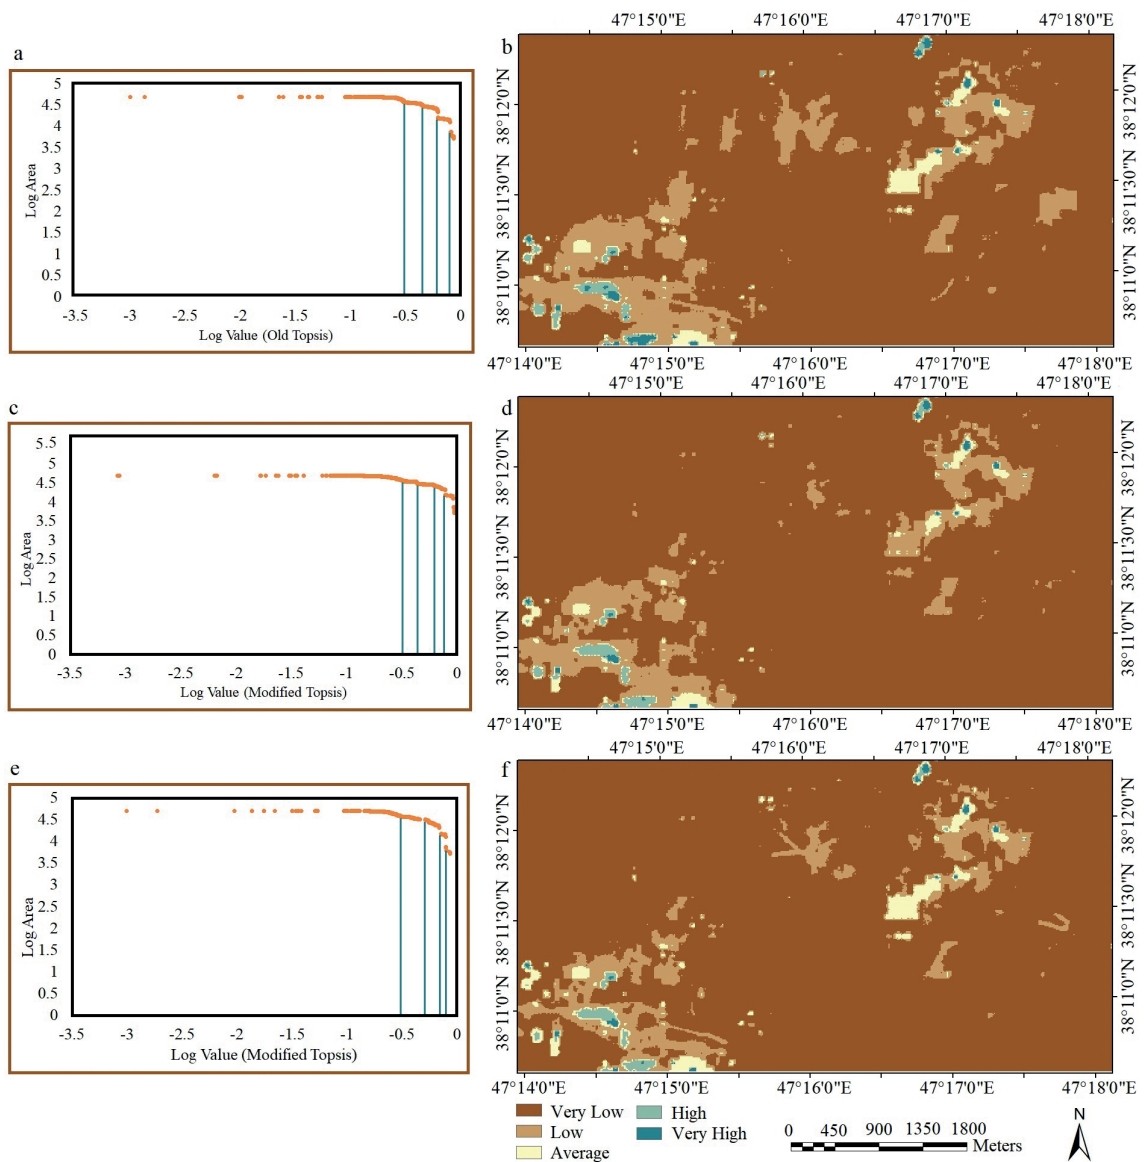 a
5
4.5
4
3.5
3
2.5
2
1.5
1
0.5
0
Log Area
-3.5 -3 -2.5 -2 -1.5 -1 -0.5 0
Log Value (Old Topsis)
b
47°15'0"E 47°16'0"E 47°17'0"E 47°18'0"E
38°12'0"N
38°11'30"N
38°11'0"N
38°12'0"N
38°11'30"N
38°11'0"N
47°14'0"E 47°15'0"E 47°16'0"E 47°17'0"E 47°18'0"E
c
5.5
5
4.5
4
3.5
3
2.5
2
1.5
1
0.5
0
Log Area
-3.5 -3 -2.5 -2 -1.5 -1 -0.5 0
Log Value (Modified Topsis)
d
47°15'0"E 47°16'0"E 47°17'0"E 47°18'0"E
38°12'0"N
38°11'30"N
38°11'0"N
38°12'0"N
38°11'30"N
38°11'0"N
47°14'0"E 47°15'0"E 47°16'0"E 47°17'0"E 47°18'0"E
e
5
4.5
4
3.5
3
2.5
2
1.5
1
0.5
0
Log Area
-3.5 -3 -2.5 -2 -1.5 -1 -0.5 0
Log Value (Modified Topsis)
f
47°15'0"E 47°16'0"E 47°17'0"E 47°18'0"E
38°12'0"N
38°11'30"N
38°11'0"N
38°12'0"N
38°11'30"N
38°11'0"N
47°14'0"E 47°15'0"E 47°16'0"E 47°17'0"E 47°18'0"E
Very Low
Low
Average
High
Very High
0 450 900 1350 1800
Meters
N